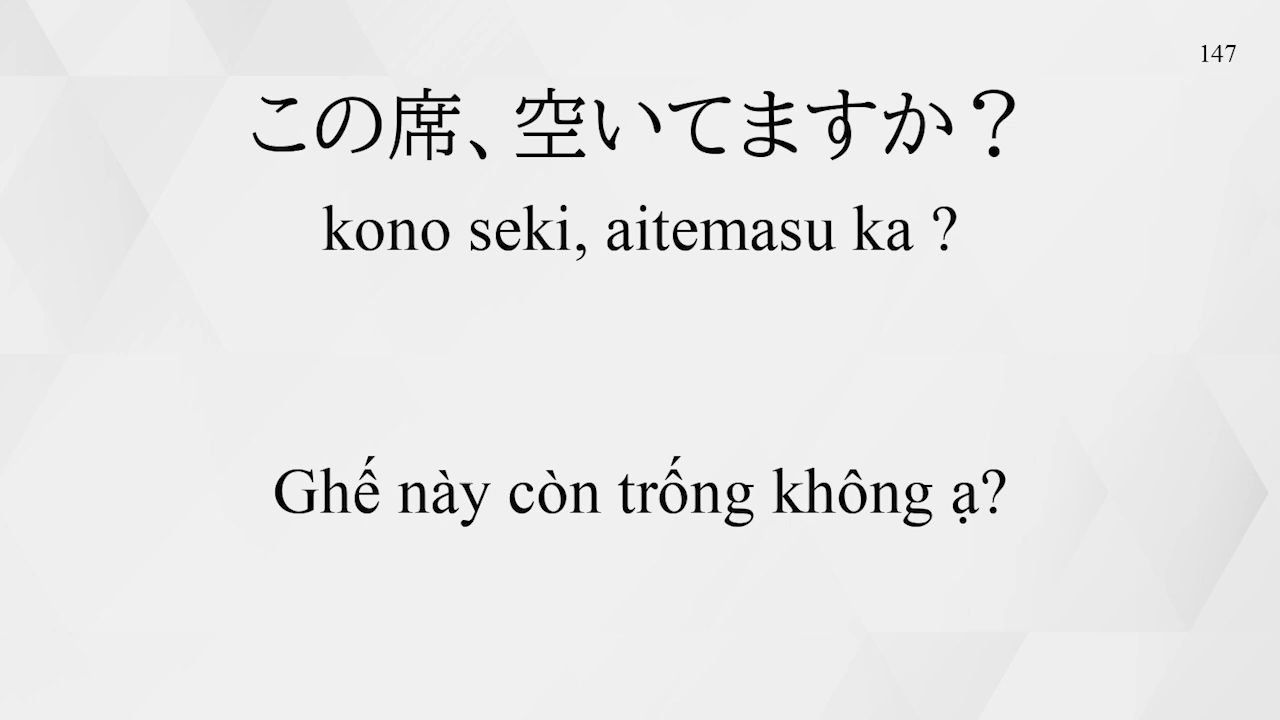 147
この席、空いてますか？
kono seki, aitemasu ka ?
Ghế này còn trống không ạ?